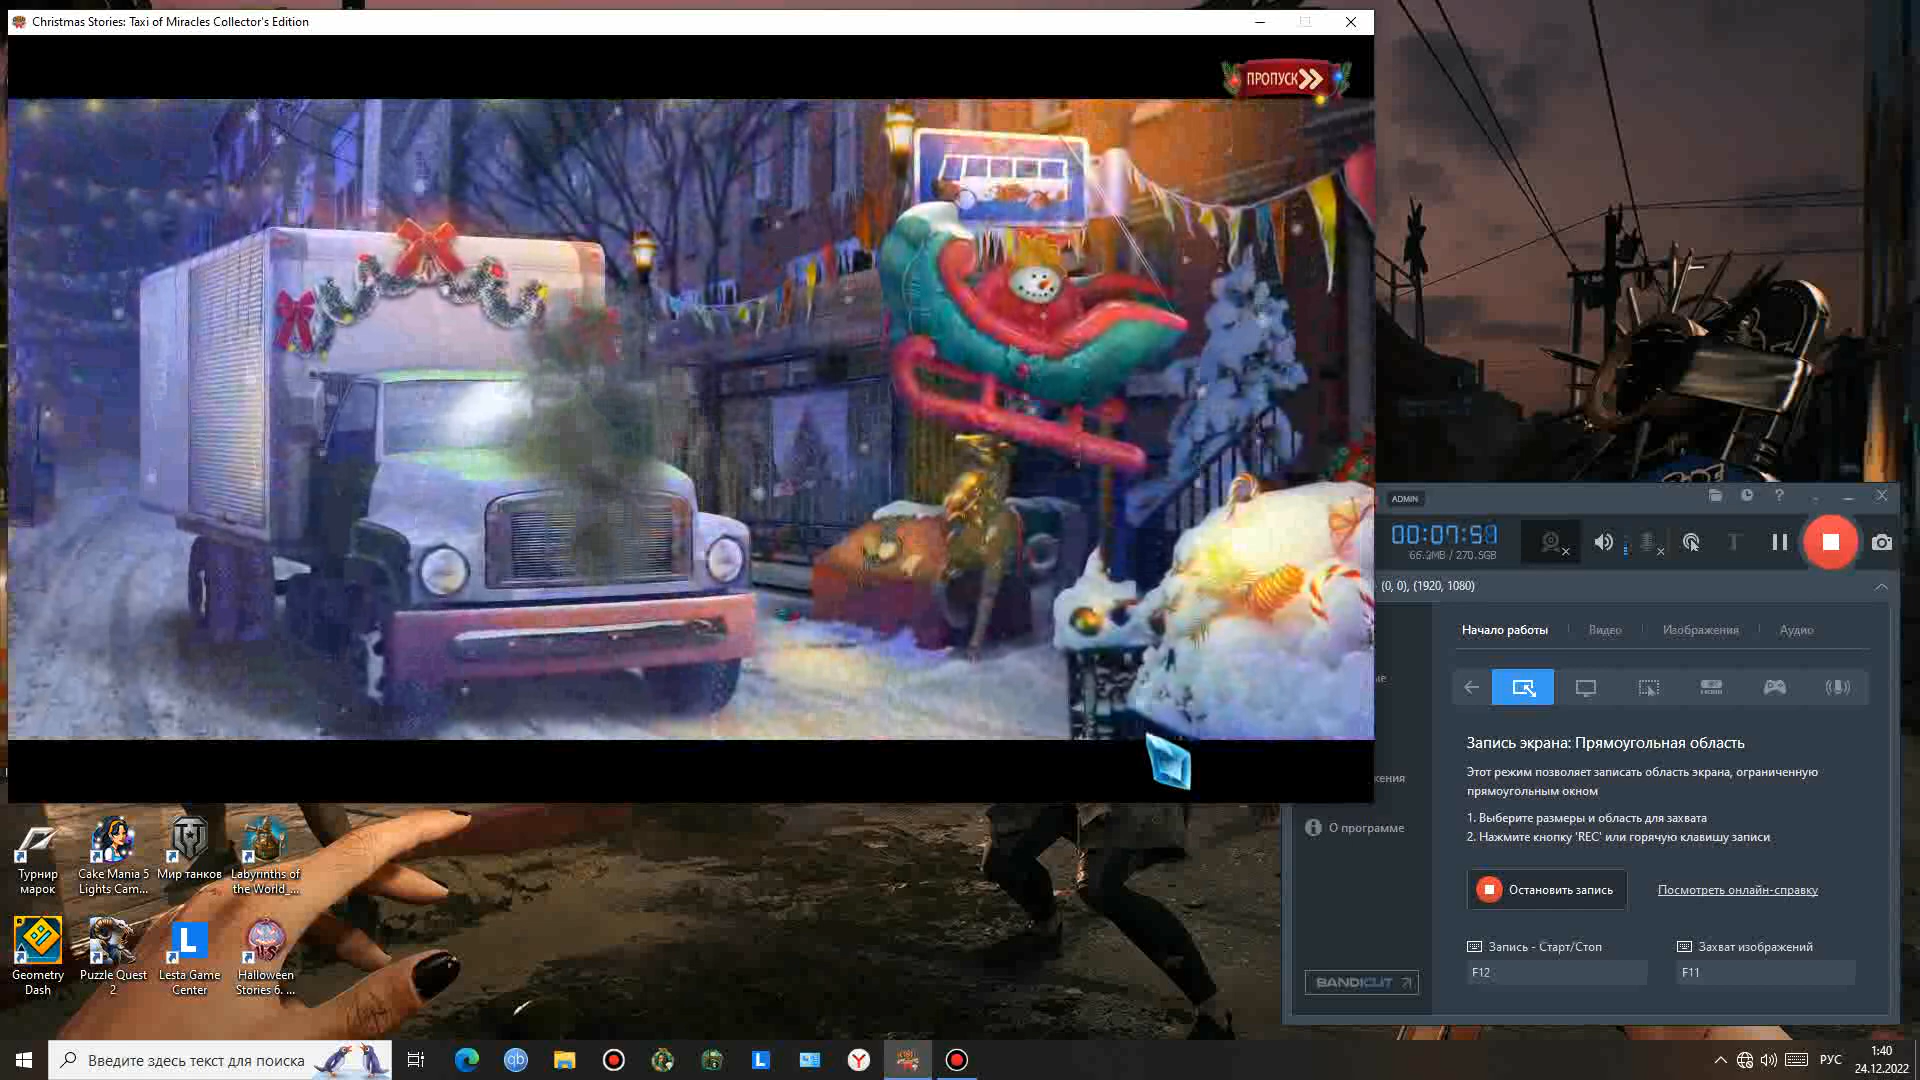 Christmas Stories: Taxi of Miracles Collector's Edition
ПРОПУСК
ADMIN
00:07:59
66.2MB / 270.5GB
(0, 0), (1920, 1080)
Начало работы
Видео
Изображения
Аудио
HDMI
Запись экрана: Прямоугольная область
Этот режим позволяет записать область экрана, ограниченную
прямоугольным окном
1. Выберите размеры и область для захвата
2. Нажмите кнопку 'REC' или горячую клавишу записи
О программе
Остановить запись
Посмотреть онлайн-справку
Запись - Старт/Стоп
Захват изображений
F12
F11
BANDICUT
Турнир
марок
Cake Mania 5
Lights Cam...
Мир танков
Labyrinths of
the World_...
Geometry
Dash
Puzzle Quest
2
Lesta Game
Center
Halloween
Stories 6. ...
Введите здесь текст для поиска
РУС
1:40
24.12.2022